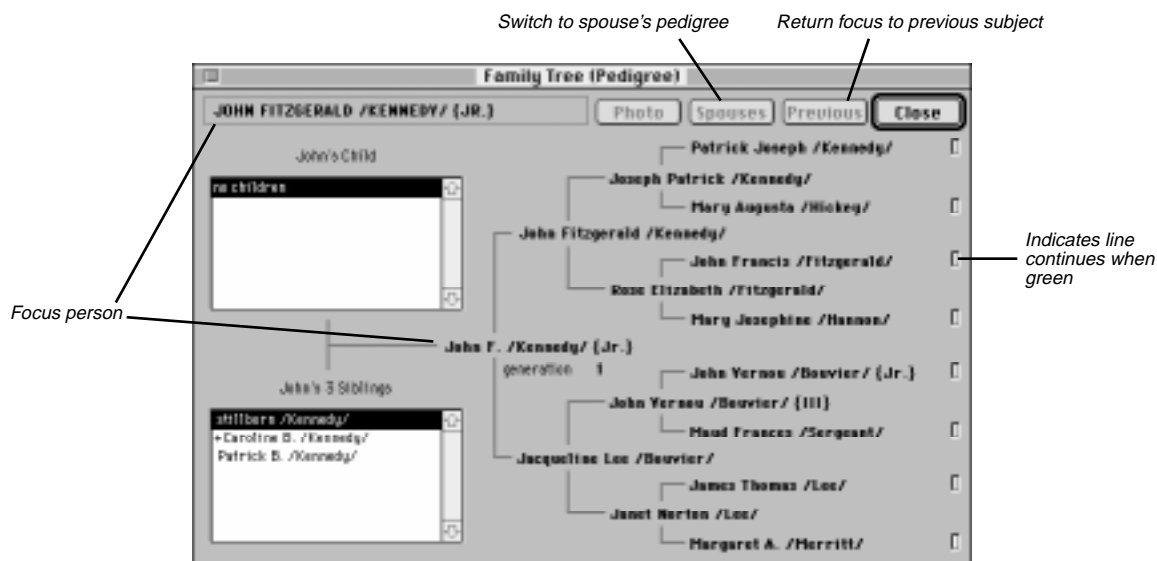 Switch to spouse's pedigree
Return focus to previous subject
Family Tree (Pedigree)
JOHN FITZGERALD /KENNEDY/ {JR.}
Photo
Spouses
Previous
Close
John's Child
no children
Patrick Joseph /Kennedy/
Joseph Patrick /Kennedy/
Mary Augusta /Hickey/
John Fitzgerald /Kennedy/
John Francis /Fitzgerald/
Rose Elizabeth /Fitzgerald/
Mary Josephine /Hannon/
Indicates line
continues when
green
Focus person
John F. /Kennedy/ {Jr.}
generation 1
John's 3 Siblings
stillborn /Kennedy/
+Caroline B. /Kennedy/
Patrick B. /Kennedy/
John Vernou /Bouvier/ {Jr.}
John Vernou /Bouvier/ {III}
Maud Frances /Sergeant/
Jacqueline Lee /Bouvier/
James Thomas /Lee/
Janet Norton /Lee/
Margaret A. /Merritt/